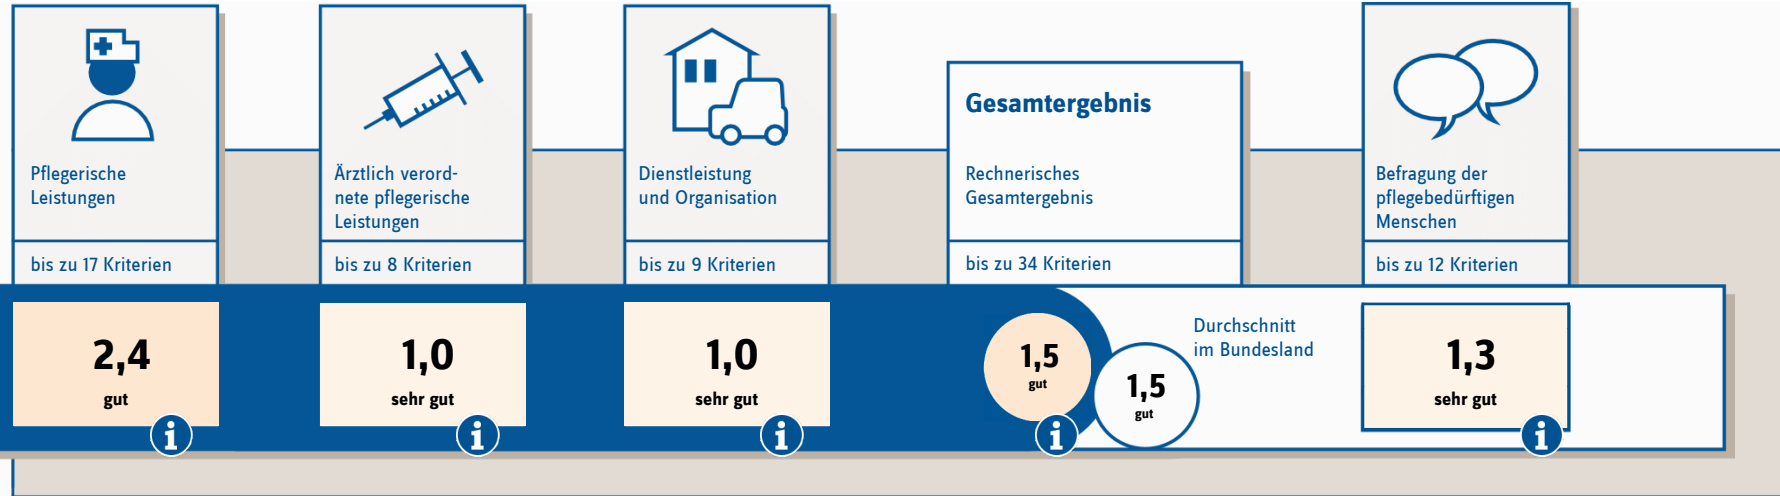 Pflegerische
Leistungen
bis zu 17 Kriterien
2,4
gut
i
Ärztlich verord-
nete pflegerische
Leistungen
bis zu 8 Kriterien
1,0
sehr gut
i
Dienstleistung
und Organisation
bis zu 9 Kriterien
1,0
sehr gut
i
Gesamtergebnis
Rechnerisches
Gesamtergebnis
bis zu 34 Kriterien
1,5
gut
i
1,5
gut
Durchschnitt
im Bundesland
Befragung der
pflegebedürftigen
Menschen
bis zu 12 Kriterien
1,3
sehr gut
i